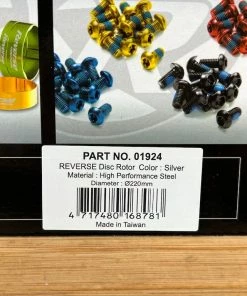 PART NO. 01924
REVERSE Disc Rotor Color : Silver
Material : High Performance Steel
Diameter : Ø220mm
4 717480 168781
Made in Taiwan